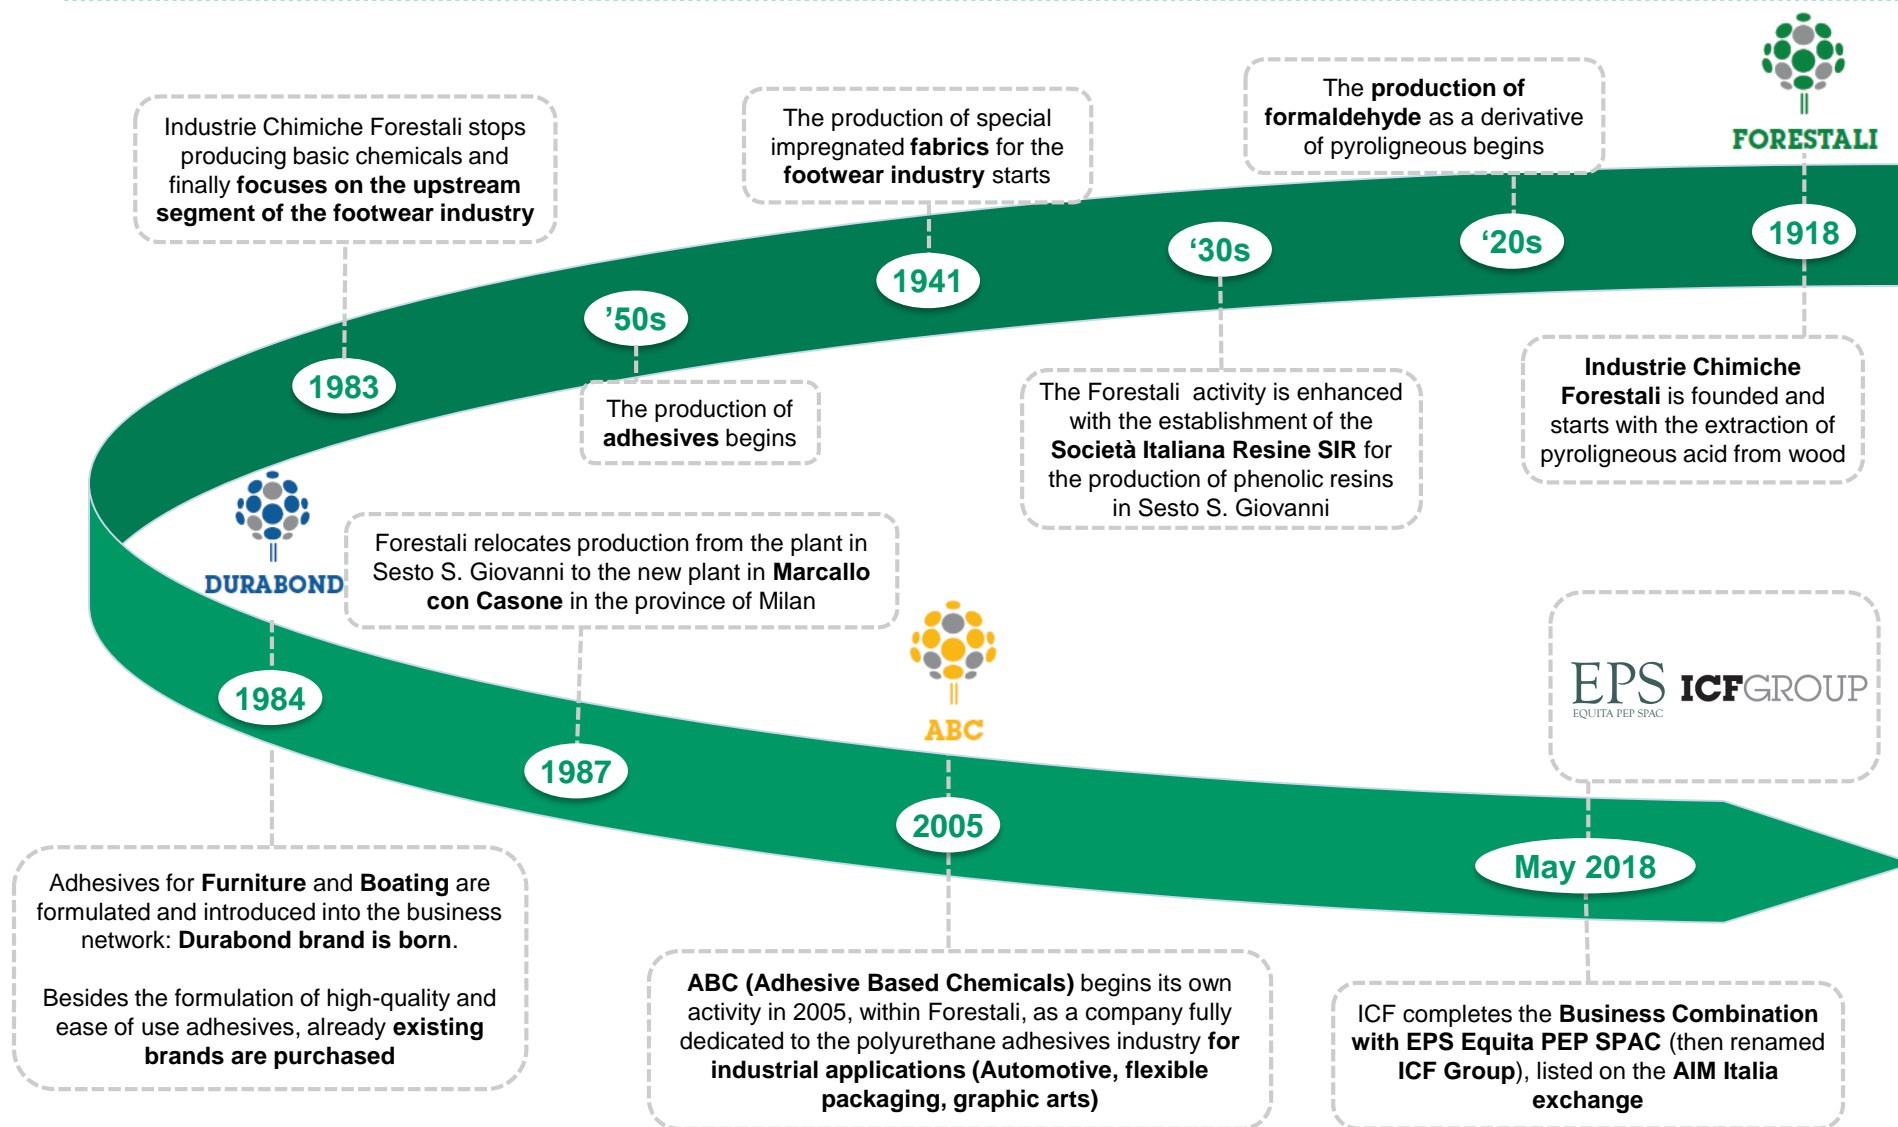 FORESTALI
1918
Industrie Chimiche
Forestali is founded and
starts with the extraction of
pyroligneous acid from wood
The production of
formaldehyde as a derivative
of pyroligneous begins
‘20s
‘30s
The Forestali activity is enhanced
with the establishment of the
Società Italiana Resine SIR for
the production of phenolic resins
in Sesto S. Giovanni
The production of special
impregnated fabrics for the
footwear industry starts
1941
’50s
The production of
adhesives begins
Industrie Chimiche Forestali stops
producing basic chemicals and
finally focuses on the upstream
segment of the footwear industry
1983
DURABOND
1984
Adhesives for Furniture and Boating are
formulated and introduced into the business
network: Durabond brand is born.
Besides the formulation of high-quality and
ease of use adhesives, already existing
brands are purchased
Forestali relocates production from the plant in
Sesto S. Giovanni to the new plant in Marcallo
con Casone in the province of Milan
1987
ABC
2005
ABC (Adhesive Based Chemicals) begins its own
activity in 2005, within Forestali, as a company fully
dedicated to the polyurethane adhesives industry for
industrial applications (Automotive, flexible
packaging, graphic arts)
EPS
EQUITA PEP SPAC
ICFGROUP
May 2018
ICF completes the Business Combination
with EPS Equita PEP SPAC (then renamed
ICF Group), listed on the AIM Italia
exchange